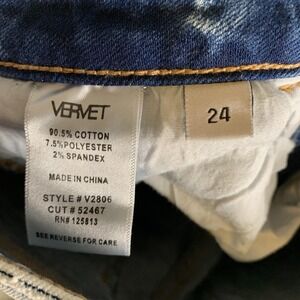 VERVET
90.5% COTTON
7.5% POLYESTER
2% SPANDEX
MADE IN CHINA
STYLE # V2806
CUT # 52467
RN# 125813
SEE REVERSE FOR CARE
24